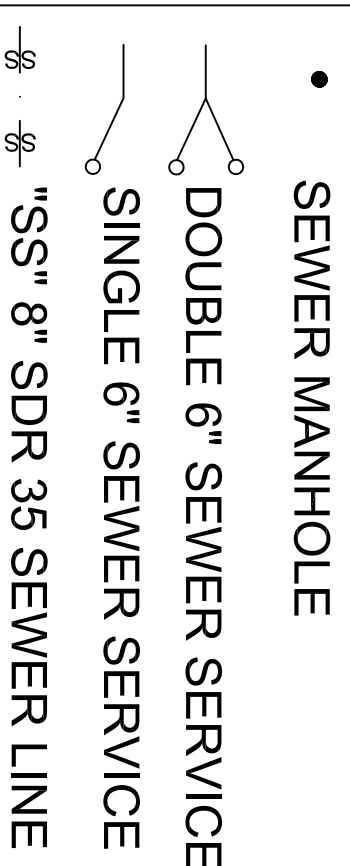 SEWER MANHOLE
DOUBLE 6" SEWER SERVICE
SINGLE 6" SEWER SERVICE
SS SS "SS" 8" SDR 35 SEWER LINE